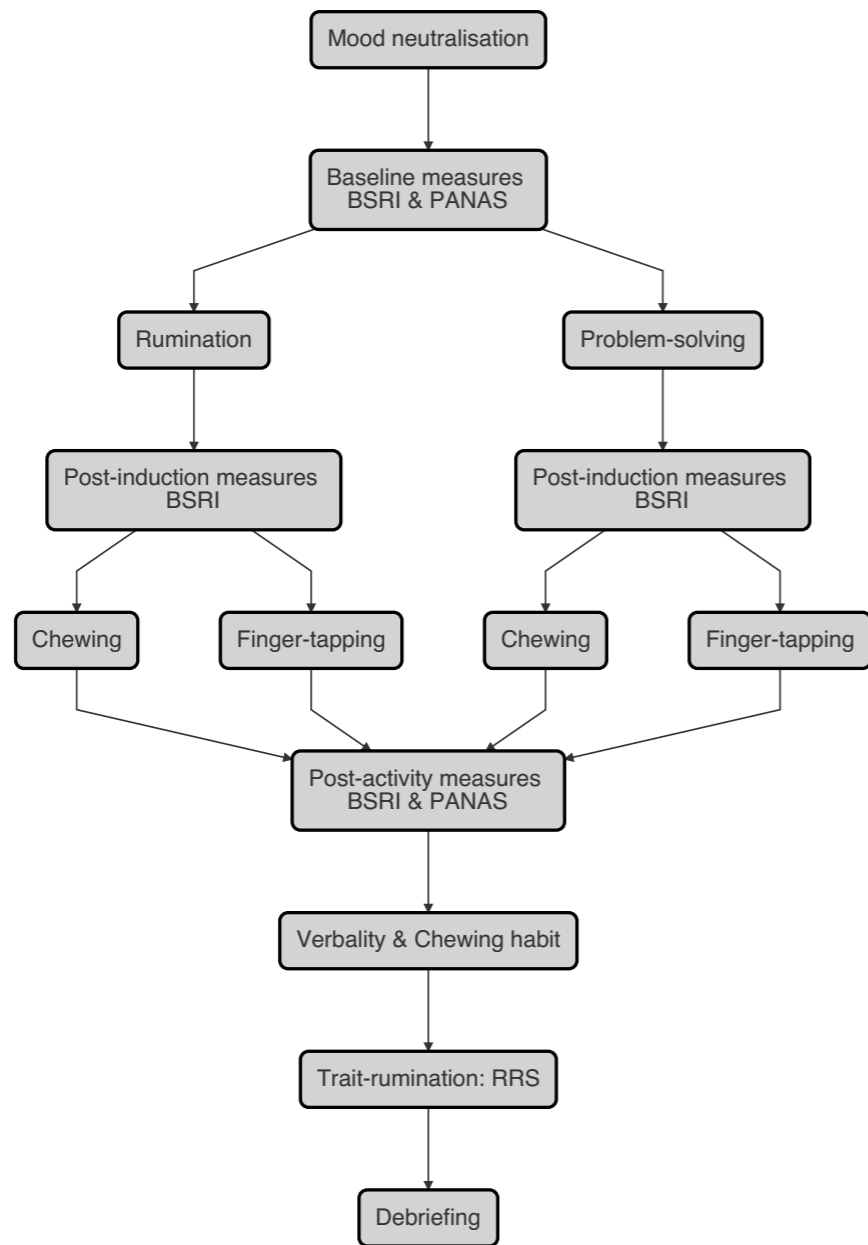 Mood neutralisation
Baseline measures
BSRI & PANAS
Rumination
Problem-solving
Post-induction measures
BSRI
Post-induction measures
BSRI
Chewing
Finger-tapping
Chewing
Finger-tapping
Post-activity measures
BSRI & PANAS
Verbality & Chewing habit
Trait-rumination: RRS
Debriefing